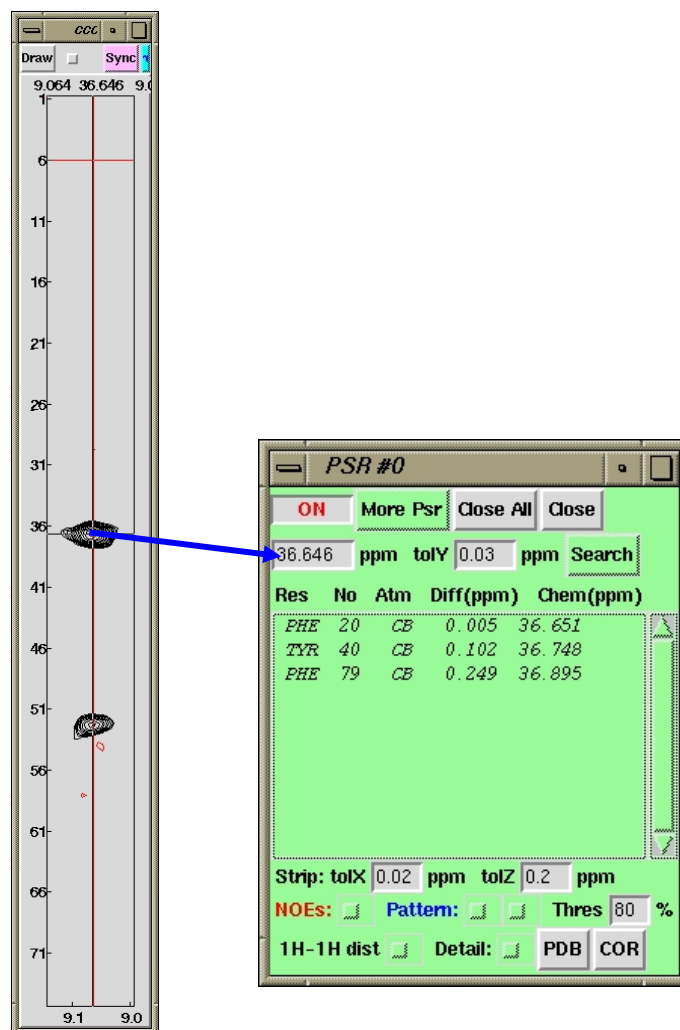 ccc
Draw Sync
9.064 36.646 9.0
1
6
11
16
21
26
31
36
41
46
51
56
61
66
71
9.1 9.0
PSR #0
ON More Psr Close All Close
36.646 ppm tolY 0.03 ppm Search
Res No Atm Diff(ppm) Chem(ppm)
PHE 20 CB 0.005 36.651
TYR 40 CB 0.102 36.748
PHE 79 CB 0.249 36.895
Strip: tolX 0.02 ppm tolZ 0.2 ppm
NOEs: Pattern: Thres 80 %
1H-1H dist Detail: PDB COR